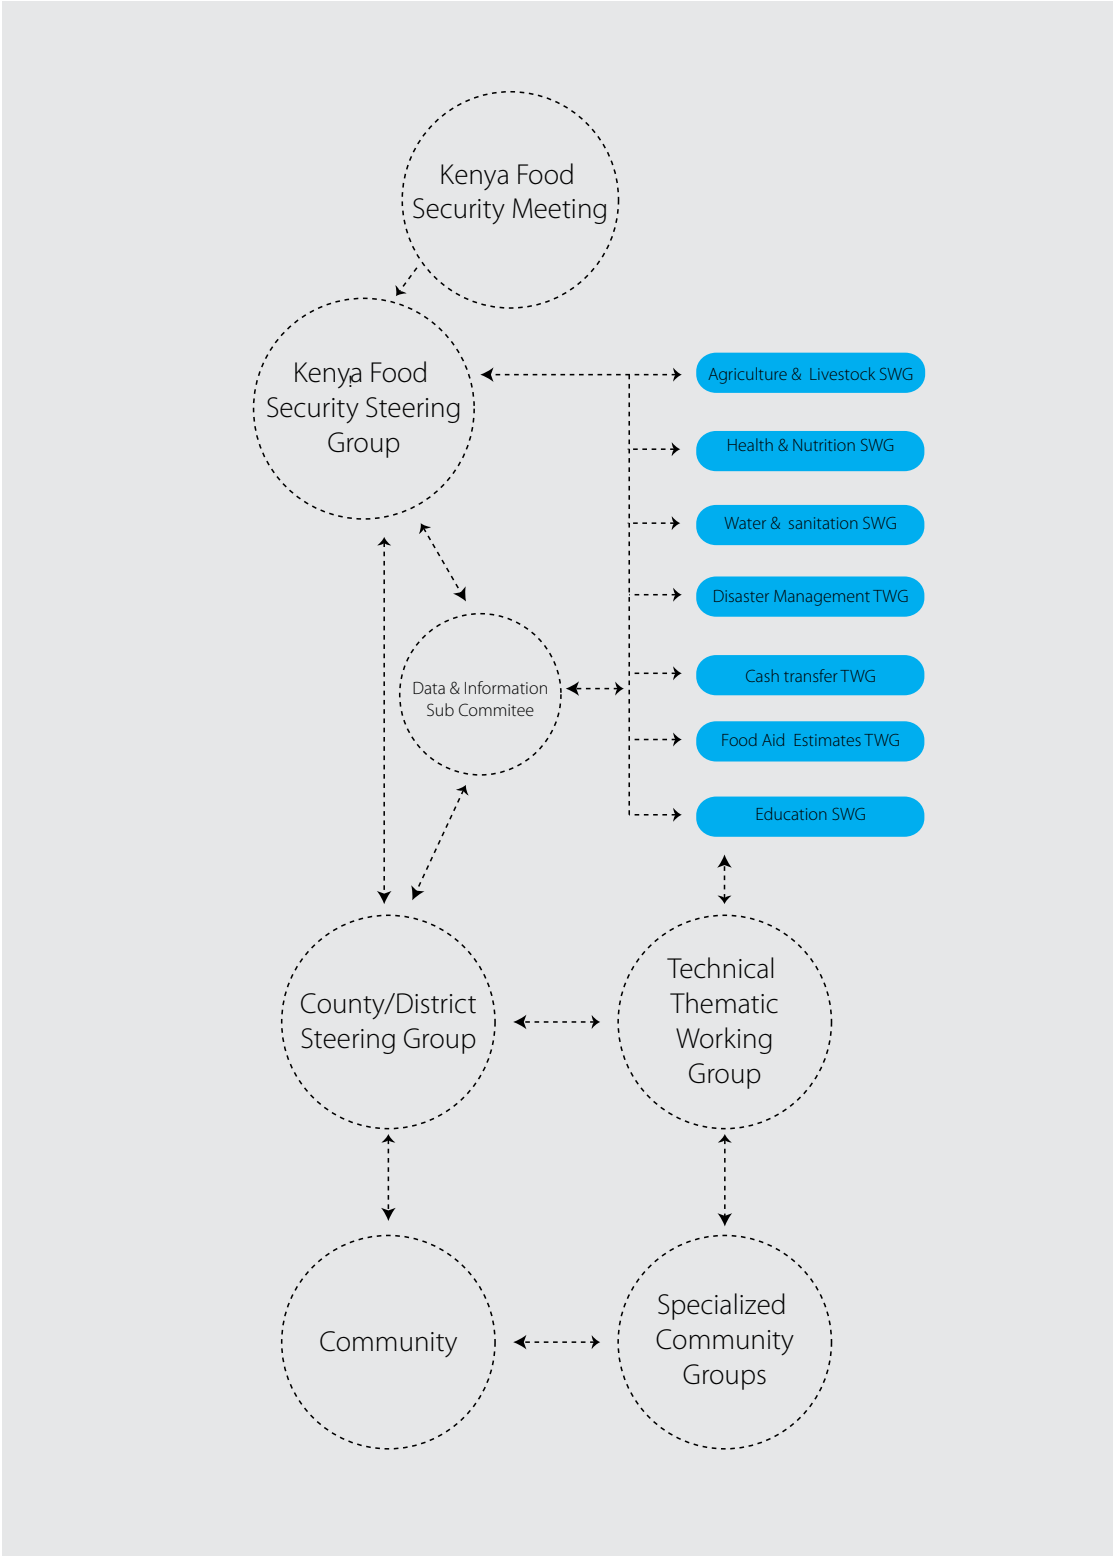 Kenya Food
Security Meeting
Kenya Food
Security Steering
Group
Agriculture & Livestock SWG
Health & Nutrition SWG
Water & sanitation SWG
Disaster Management TWG
Cash transfer TWG
Food Aid Estimates TWG
Education SWG
Data & Information
Sub Commitee
County/District
Steering Group
Technical
Thematic
Working
Group
Community
Specialized
Community
Groups